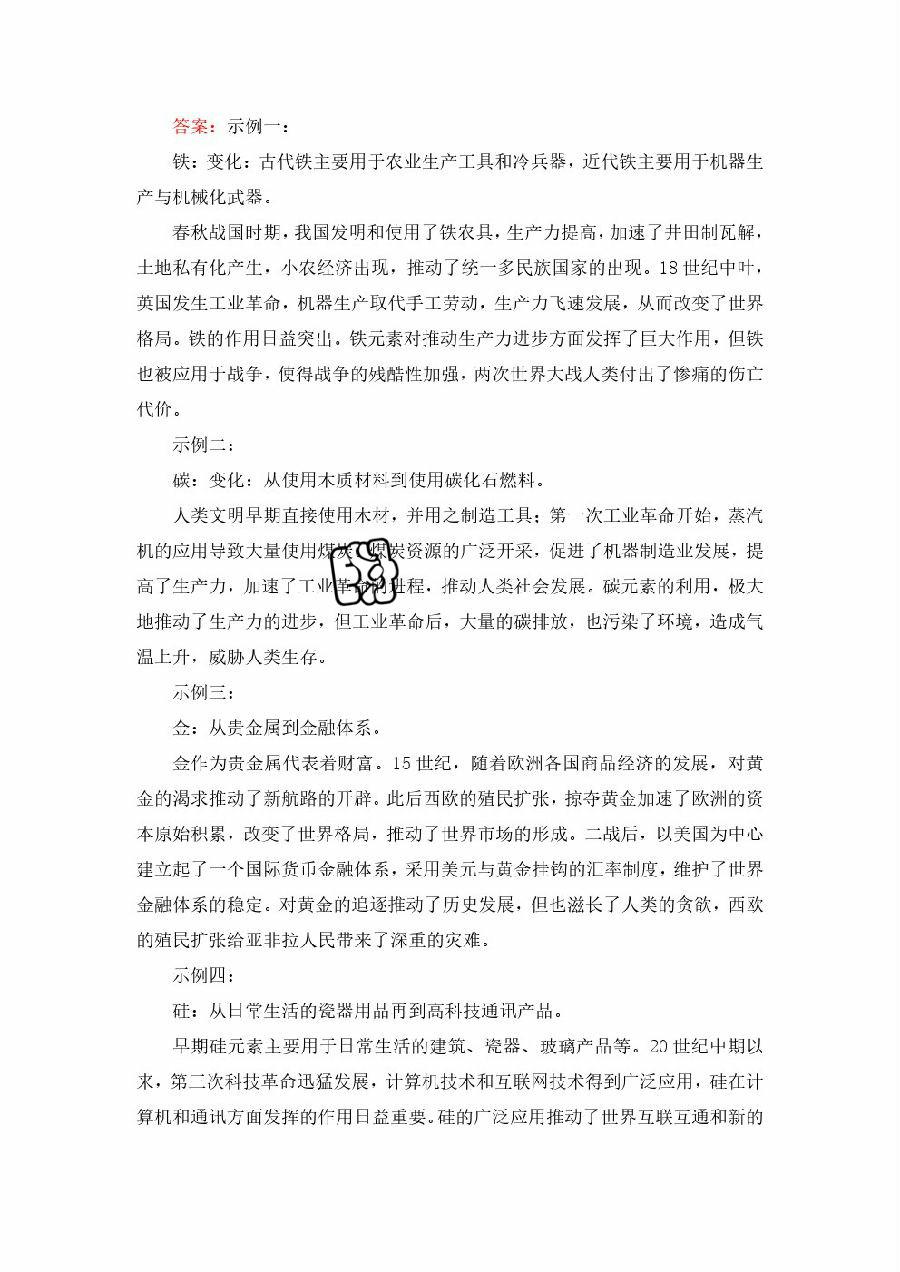 答案：示例一：
铁：变化：古代铁主要用于农业生产工具和冷兵器，近代铁主要用于机器生
产与机械化武器。
春秋战国时期，我国发明和使用了铁农具，生产力提高，加速了井田制瓦解，
土地私有化产生，小农经济出现，推动了统一多民族国家的出现。18世纪中叶，
英国发生工业革命，机器生产取代手工劳动，生产力飞速发展，从而改变了世界
格局。铁的作用日益突出。铁元素对推动生产力进步方面发挥了巨大作用，但铁
也被应用于战争，使得战争的残酷性加强，两次世界大战人类付出了惨痛的伤亡
代价。
示例二：
碳：变化：从使用木质材料到使用碳化石燃料。
人类文明早期直接使用木材，并用之制造工具；第一次工业革命开始，蒸汽
机的应用导致大量使用煤炭，煤炭资源的广泛开采，促进了机器制造业发展，提
高了生产力，加速了工业革命的进程，推动人类社会发展。碳元素的利用，极大
地推动了生产力的进步，但工业革命后，大量的碳排放，也污染了环境，造成气
温上升，威胁人类生存。
示例三：
金：从贵金属到金融体系。
金作为贵金属代表着财富。15世纪，随着欧洲各国商品经济的发展，对黄
金的渴求推动了新航路的开辟。此后西欧的殖民扩张，掠夺黄金加速了欧洲的资
本原始积累，改变了世界格局，推动了世界市场的形成。二战后，以美国为中心
建立起了一个国际货币金融体系，采用美元与黄金挂钩的汇率制度，维护了世界
金融体系的稳定。对黄金的追逐推动了历史发展，但也滋长了人类的贪欲，西欧
的殖民扩张给亚非拉人民带来了深重的灾难。
示例四：
硅：从日常生活的瓷器用品再到高科技通讯产品。
早期硅元素主要用于日常生活的建筑、瓷器、玻璃产品等。20世纪中期以
来，第二次科技革命迅猛发展，计算机技术和互联网技术得到广泛应用，硅在计
算机和通讯方面发挥的作用日益重要。硅的广泛应用推动了世界互联互通和新的